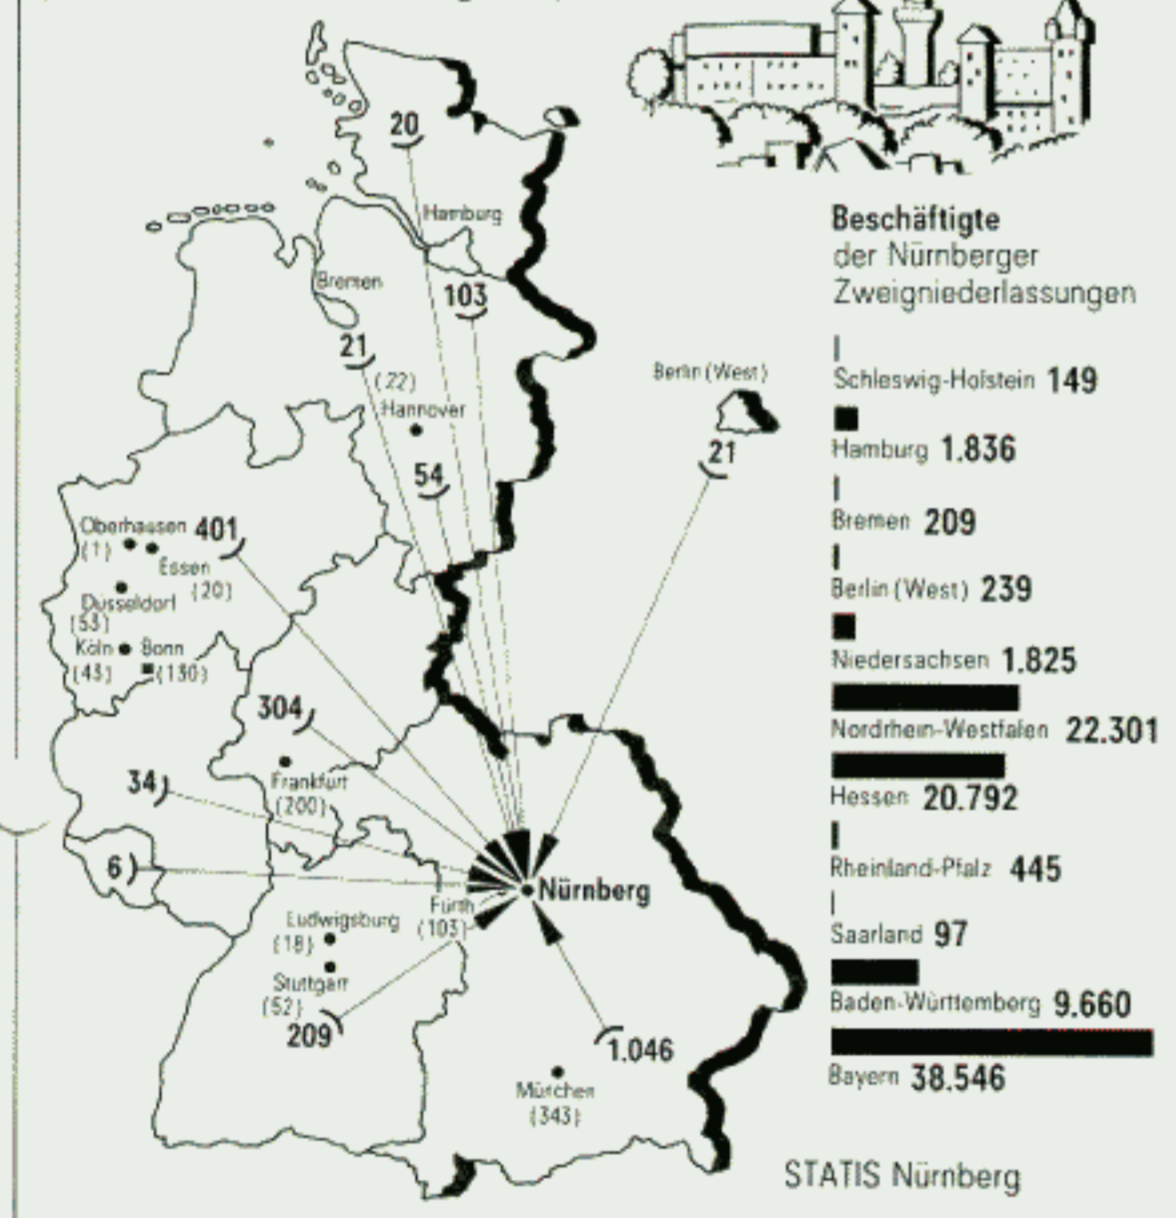 20
Hamburg
Bremen
103
21
(22)
Hannover
54
Berlin (West)
21
Oberhausen 401
(1)
Essen
(20)
Düsseldorf
(53)
Köln Bonn
(43) (130)
304
Frankfurt
(200)
34
6
Nürnberg
Fürth
(103)
Ludwigsburg
(18)
Stuttgart
(52)
209
1.046
München
(343)
Beschäftigte
der Nürnberger
Zweigniederlassungen
Schleswig-Holstein 149
Hamburg 1.836
Bremen 209
Berlin (West) 239
Niedersachsen 1.825
Nordrhein-Westfalen 22.301
Hessen 20.792
Rheinland-Pfalz 445
Saarland 97
Baden-Württemberg 9.660
Bayern 38.546
STATIS Nürnberg